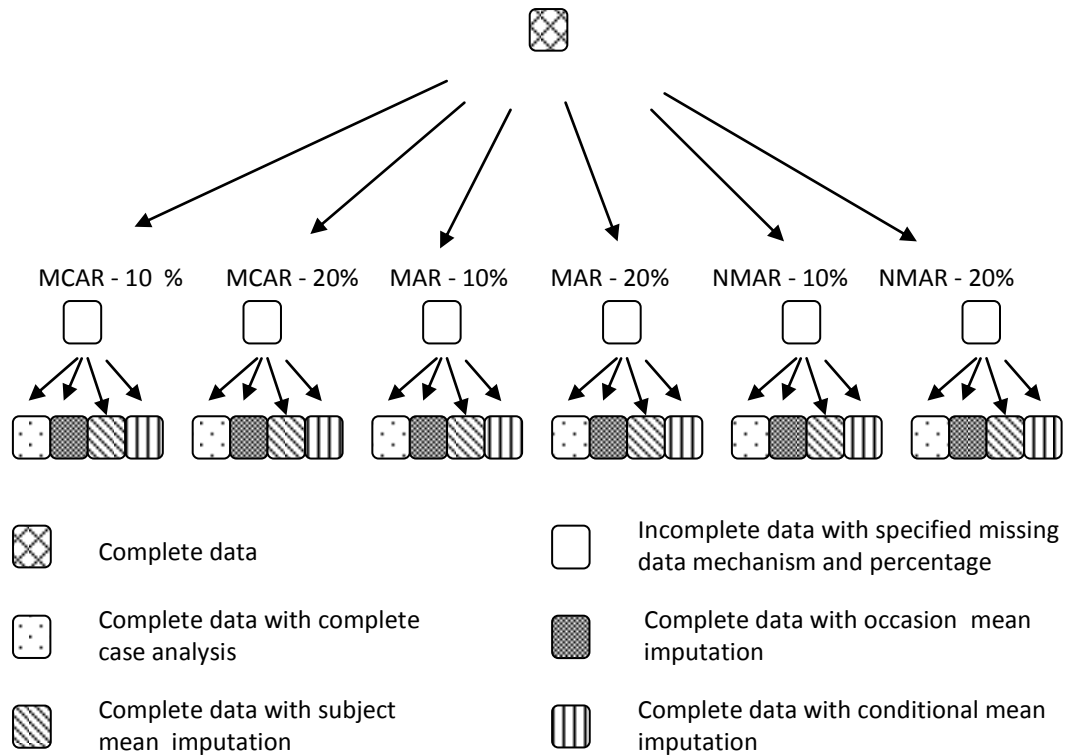 MCAR - 10 % MCAR - 20% MAR - 10% MAR - 20% NMAR - 10% NMAR - 20%
Complete data
Incomplete data with specified missing
data mechanism and percentage
Complete data with complete
case analysis
Complete data with occasion mean
imputation
Complete data with subject
mean imputation
Complete data with conditional mean
imputation